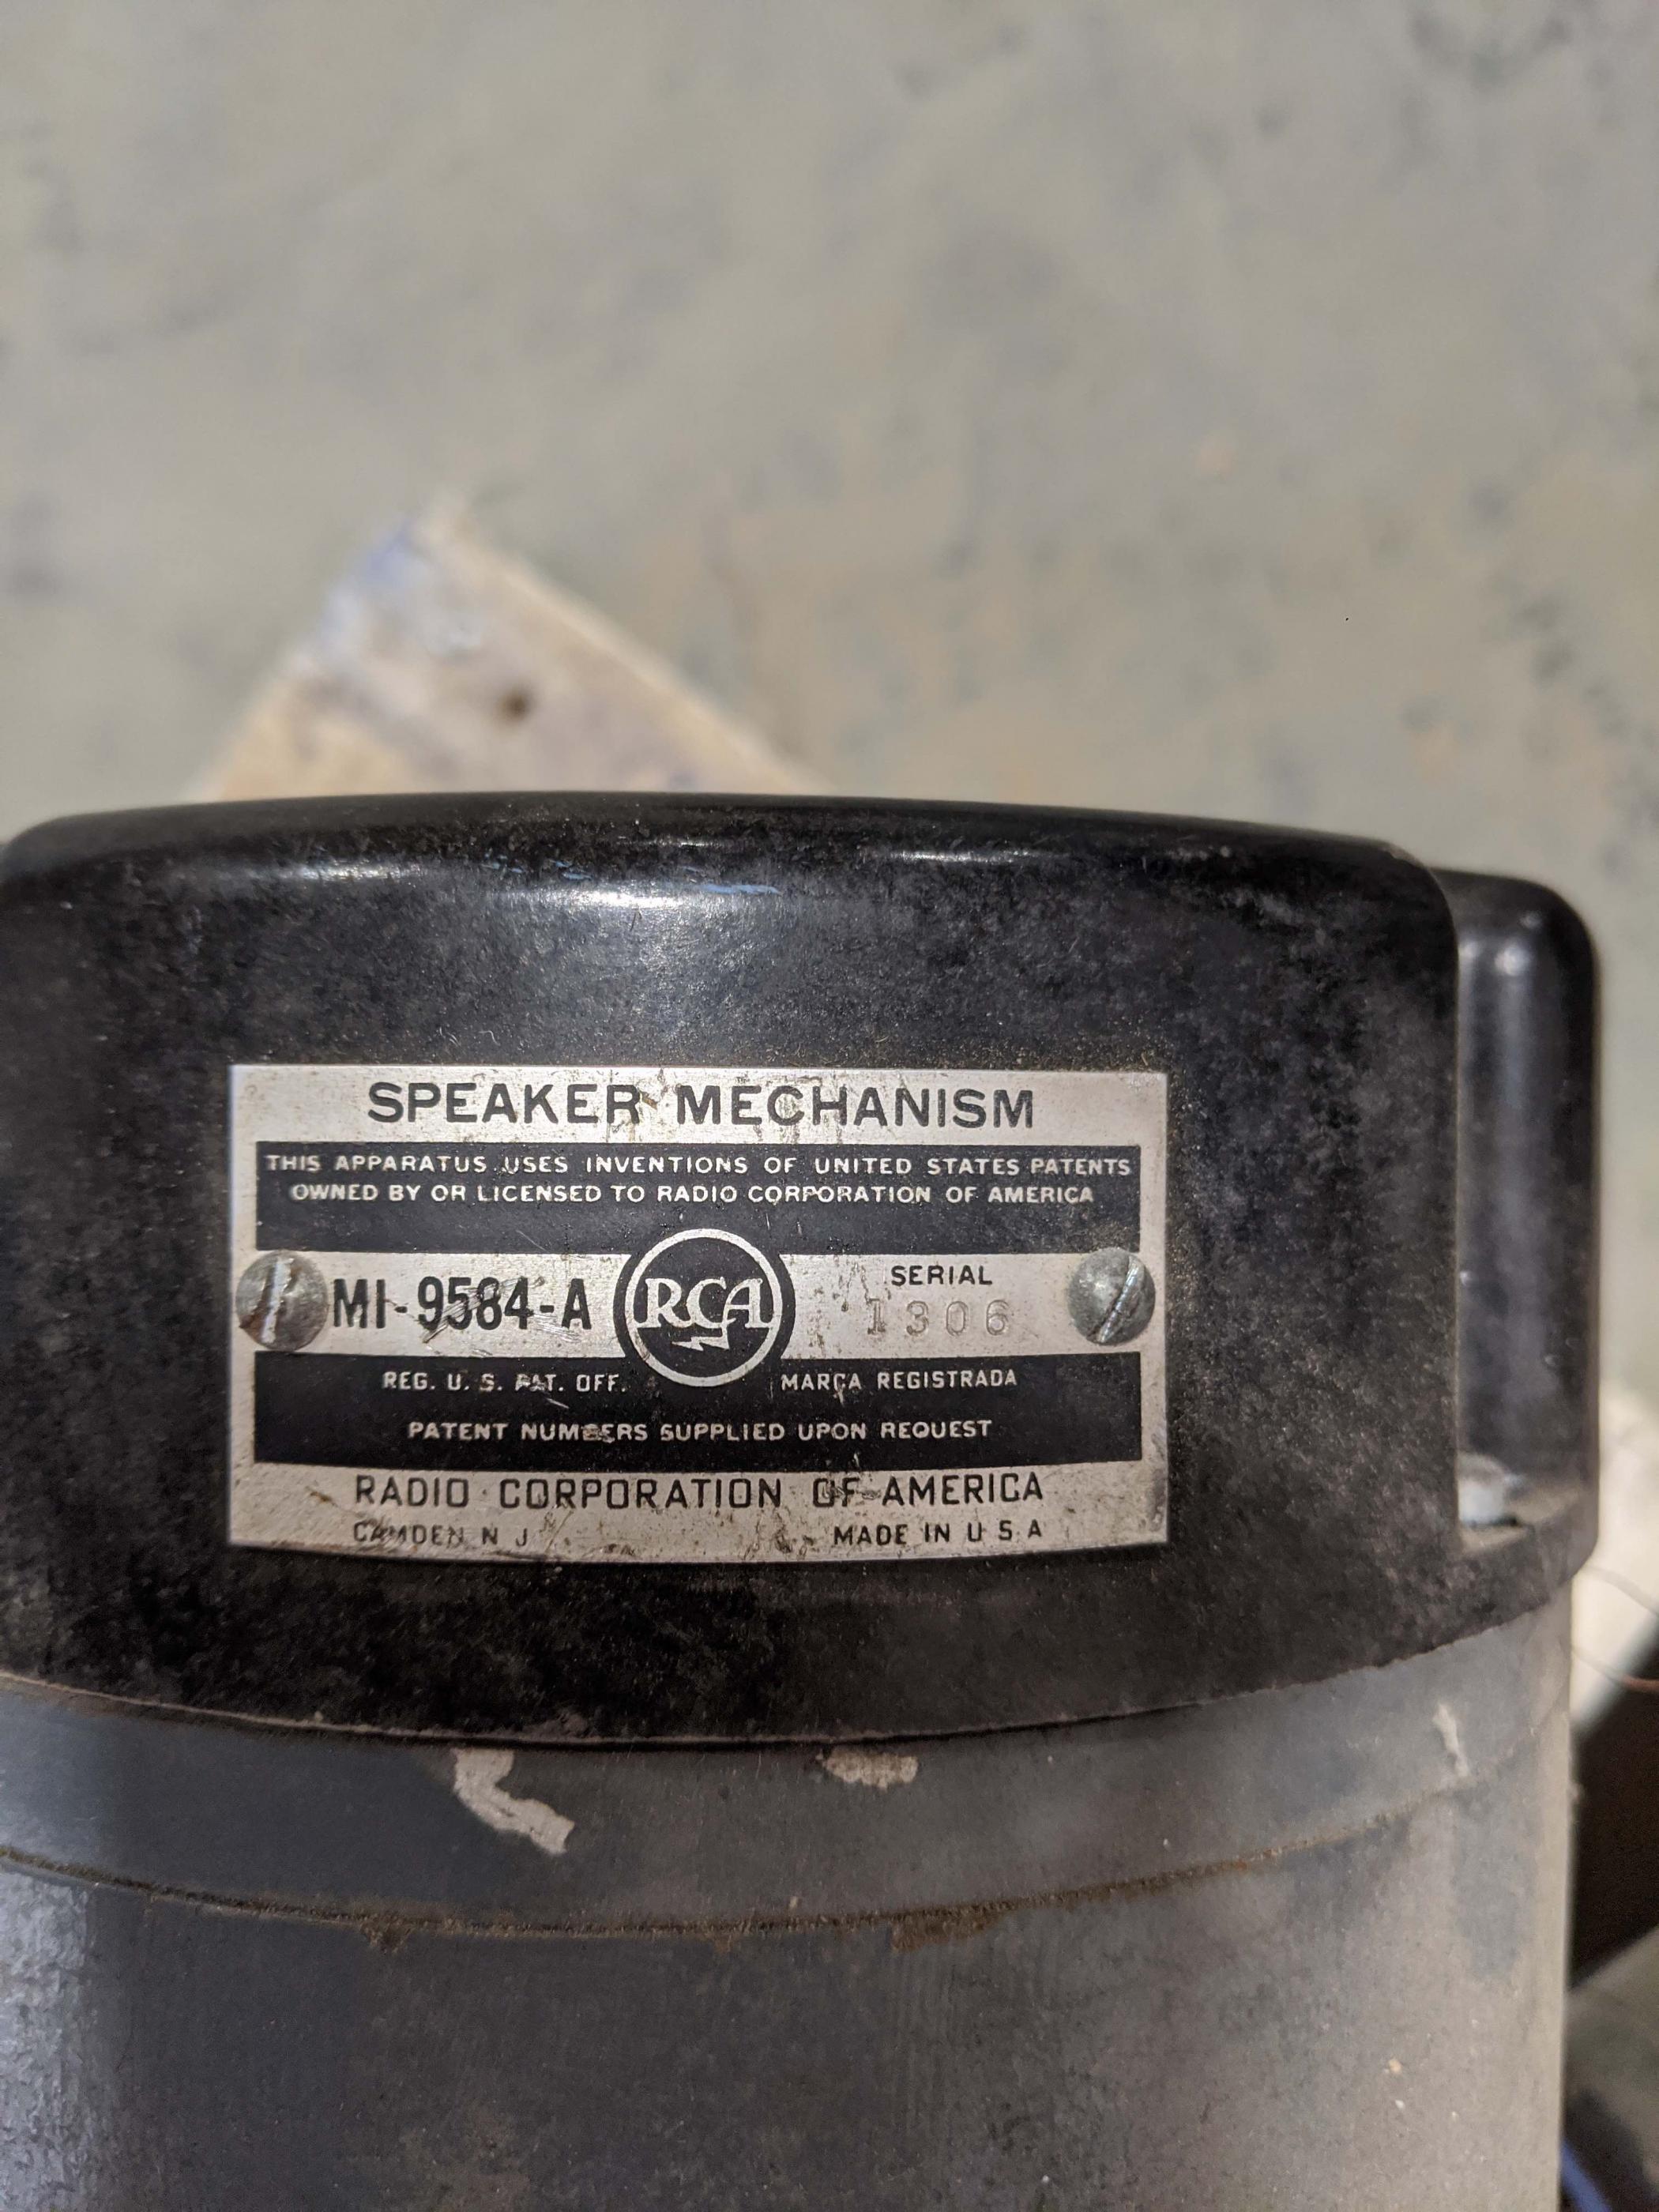 SPEAKER MECHANISM
THIS APPARATUS USES INVENTIONS OF UNITED STATES PATENTS
OWNED BY OR LICENSED TO RADIO CORPORATION OF AMERICA
MI-9584-A RCA SERIAL
1306
REG. U. S. PAT. OFF. MARCA REGISTRADA
PATENT NUMBERS SUPPLIED UPON REQUEST
RADIO CORPORATION OF AMERICA
CAMDEN N J MADE IN U S A